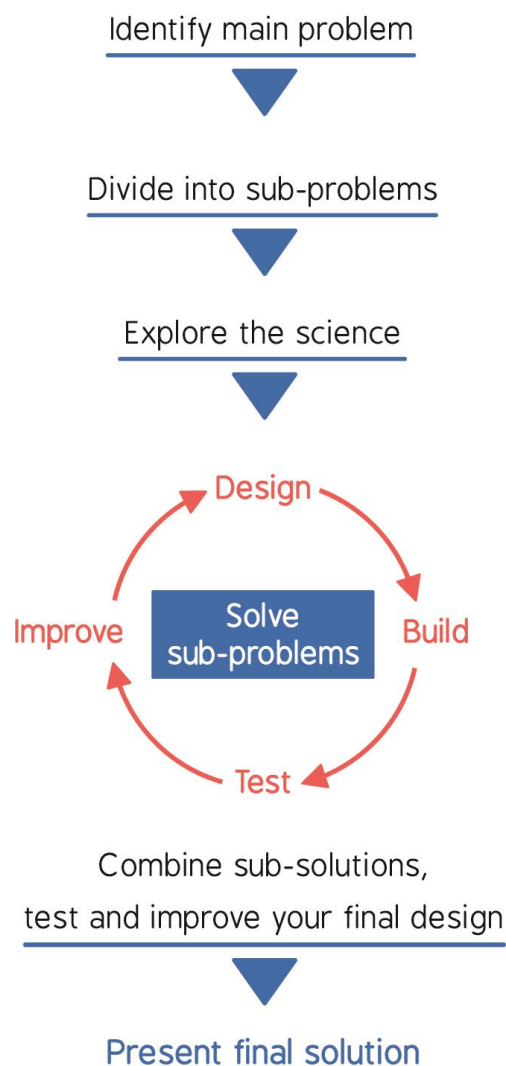 Identify main problem
Divide into sub-problems
Explore the science
Design
Improve
Solve
sub-problems
Build
Test
Combine sub-solutions,
test and improve your final design
Present final solution